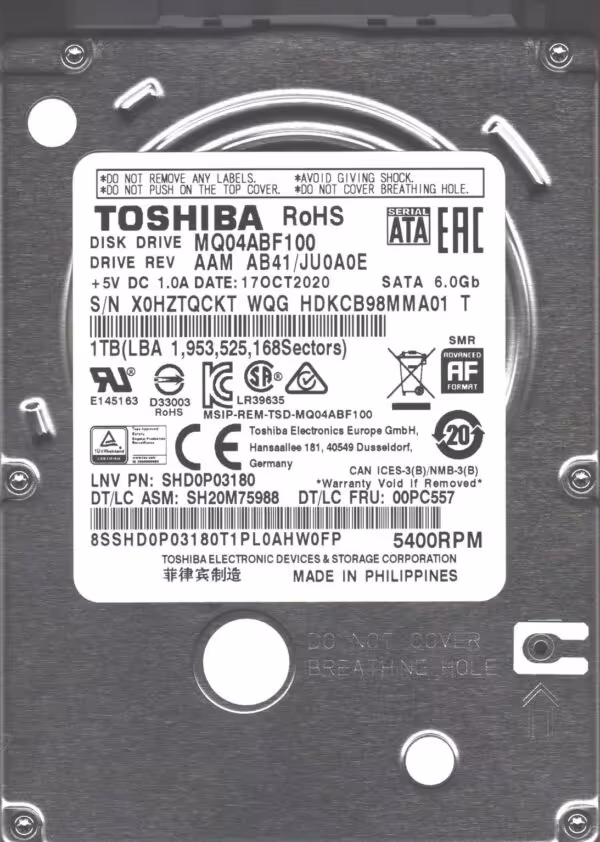 *DO NOT REMOVE ANY LABELS. *AVOID GIVING SHOCK.
*DO NOT PUSH ON THE TOP COVER. *DO NOT COVER BREATHING HOLE.
TOSHIBA RoHS
SERIAL ATA EAC
DISK DRIVE MQ04ABF100
DRIVE REV AAM AB41/JU0A0E
+5V DC 1.0A DATE:17OCT2020 SATA 6.0Gb
S/N X0HZTQCKT WQG HDKCB98MMA01 T
1TB(LBA 1,953,525,168Sectors)
SMR
ADVANCED
AF
FORMAT
E145163 D33003 LR39635
RoHS
MSIP-REM-TSD-MQ04ABF100
TÜVRheinland
CE
Toshiba Electronics Europe GmbH,
Hansaallee 181, 40549 Dusseldorf,
Germany
20
CAN ICES-3(B)/NMB-3(B)
LNV PN: SHD0P03180 *Warranty Void If Removed*
DT/LC ASM: SH20M75988 DT/LC FRU: 00PC557
8SSHD0P03180T1PL0AHW0FP 5400RPM
TOSHIBA ELECTRONIC DEVICES & STORAGE CORPORATION
菲律宾制造 MADE IN PHILIPPINES
DO NOT COVER
BREATHING HOLE